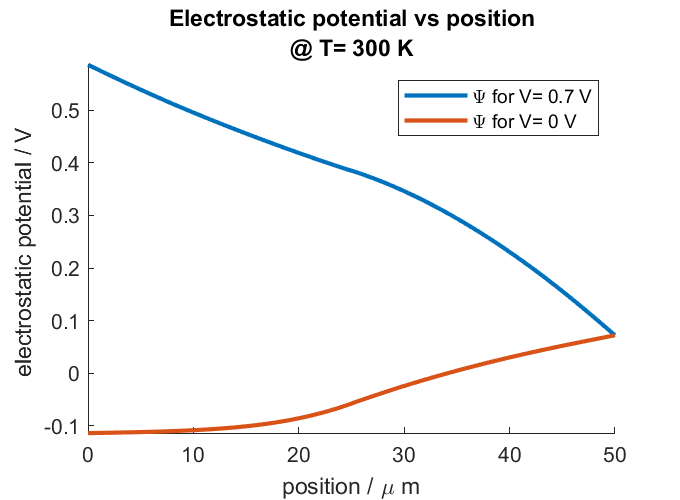 Electrostatic potential vs position
@ T= 300 K
Ψ for V= 0.7 V
Ψ for V= 0 V
electrostatic potential / V
0.5
0.4
0.3
0.2
0.1
0
-0.1
0 10 20 30 40 50
position / μ m